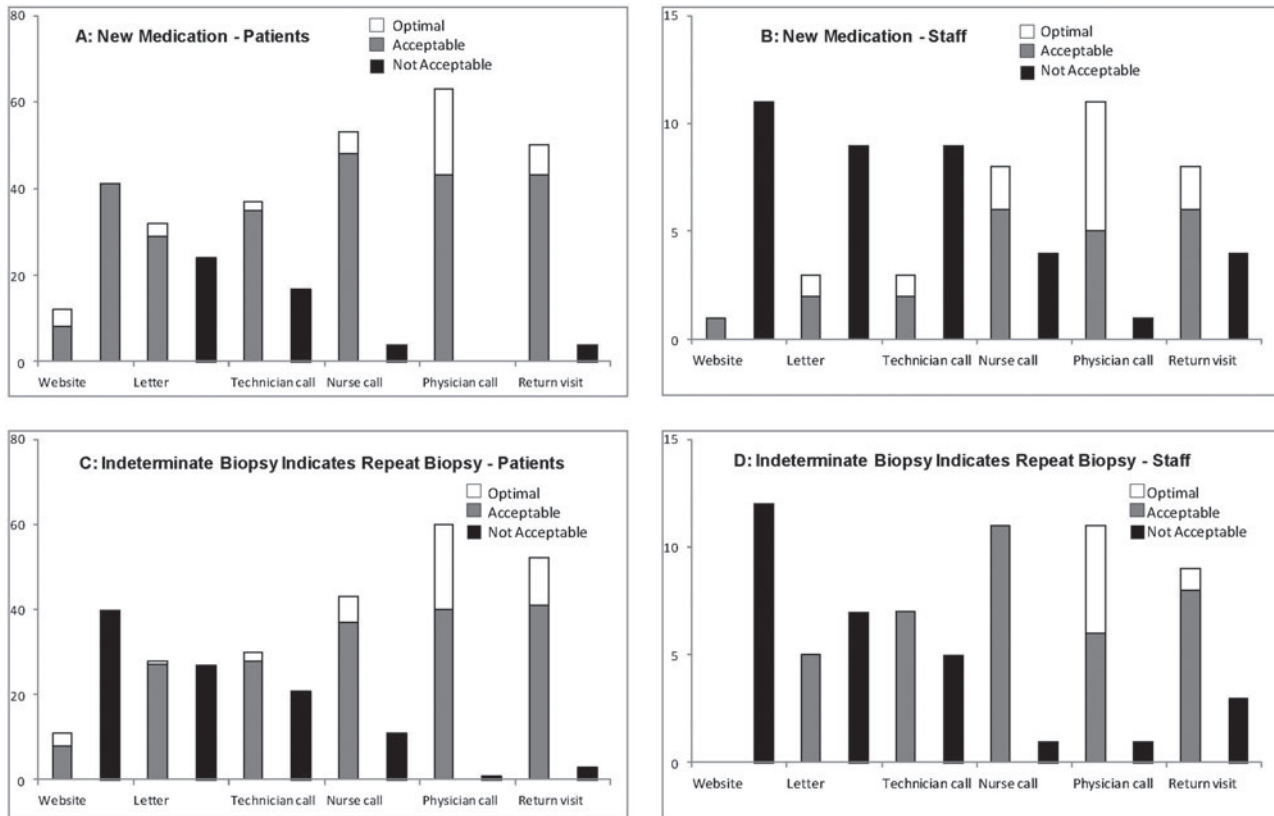 80
60
40
20
0
A: New Medication - Patients
Optimal
Acceptable
Not Acceptable
Website
Letter
Technician call
Nurse call
Physician call
Return visit
15
10
5
0
B: New Medication - Staff
Optimal
Acceptable
Not Acceptable
Website
Letter
Technician call
Nurse call
Physician call
Return visit
80
60
40
20
0
C: Indeterminate Biopsy Indicates Repeat Biopsy - Patients
Optimal
Acceptable
Not Acceptable
Website
Letter
Technician call
Nurse call
Physician call
Return visit
15
10
5
0
D: Indeterminate Biopsy Indicates Repeat Biopsy - Staff
Optimal
Acceptable
Not Acceptable
Website
Letter
Technician call
Nurse call
Physician call
Return visit